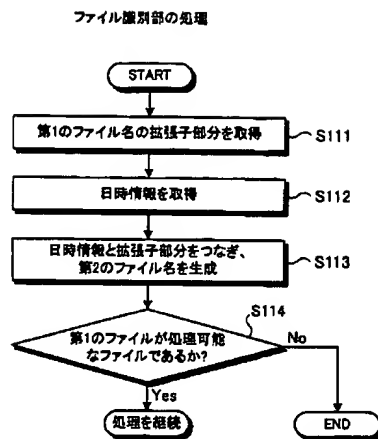 ファイル識別部の処理
START
第1のファイル名の拡張子部分を取得
S111
日時情報を取得
S112
日時情報と拡張子部分をつなぎ、
第2のファイル名を生成
S113
S114
第1のファイルが処理可能
なファイルであるか?
No
Yes
処理を継続
END